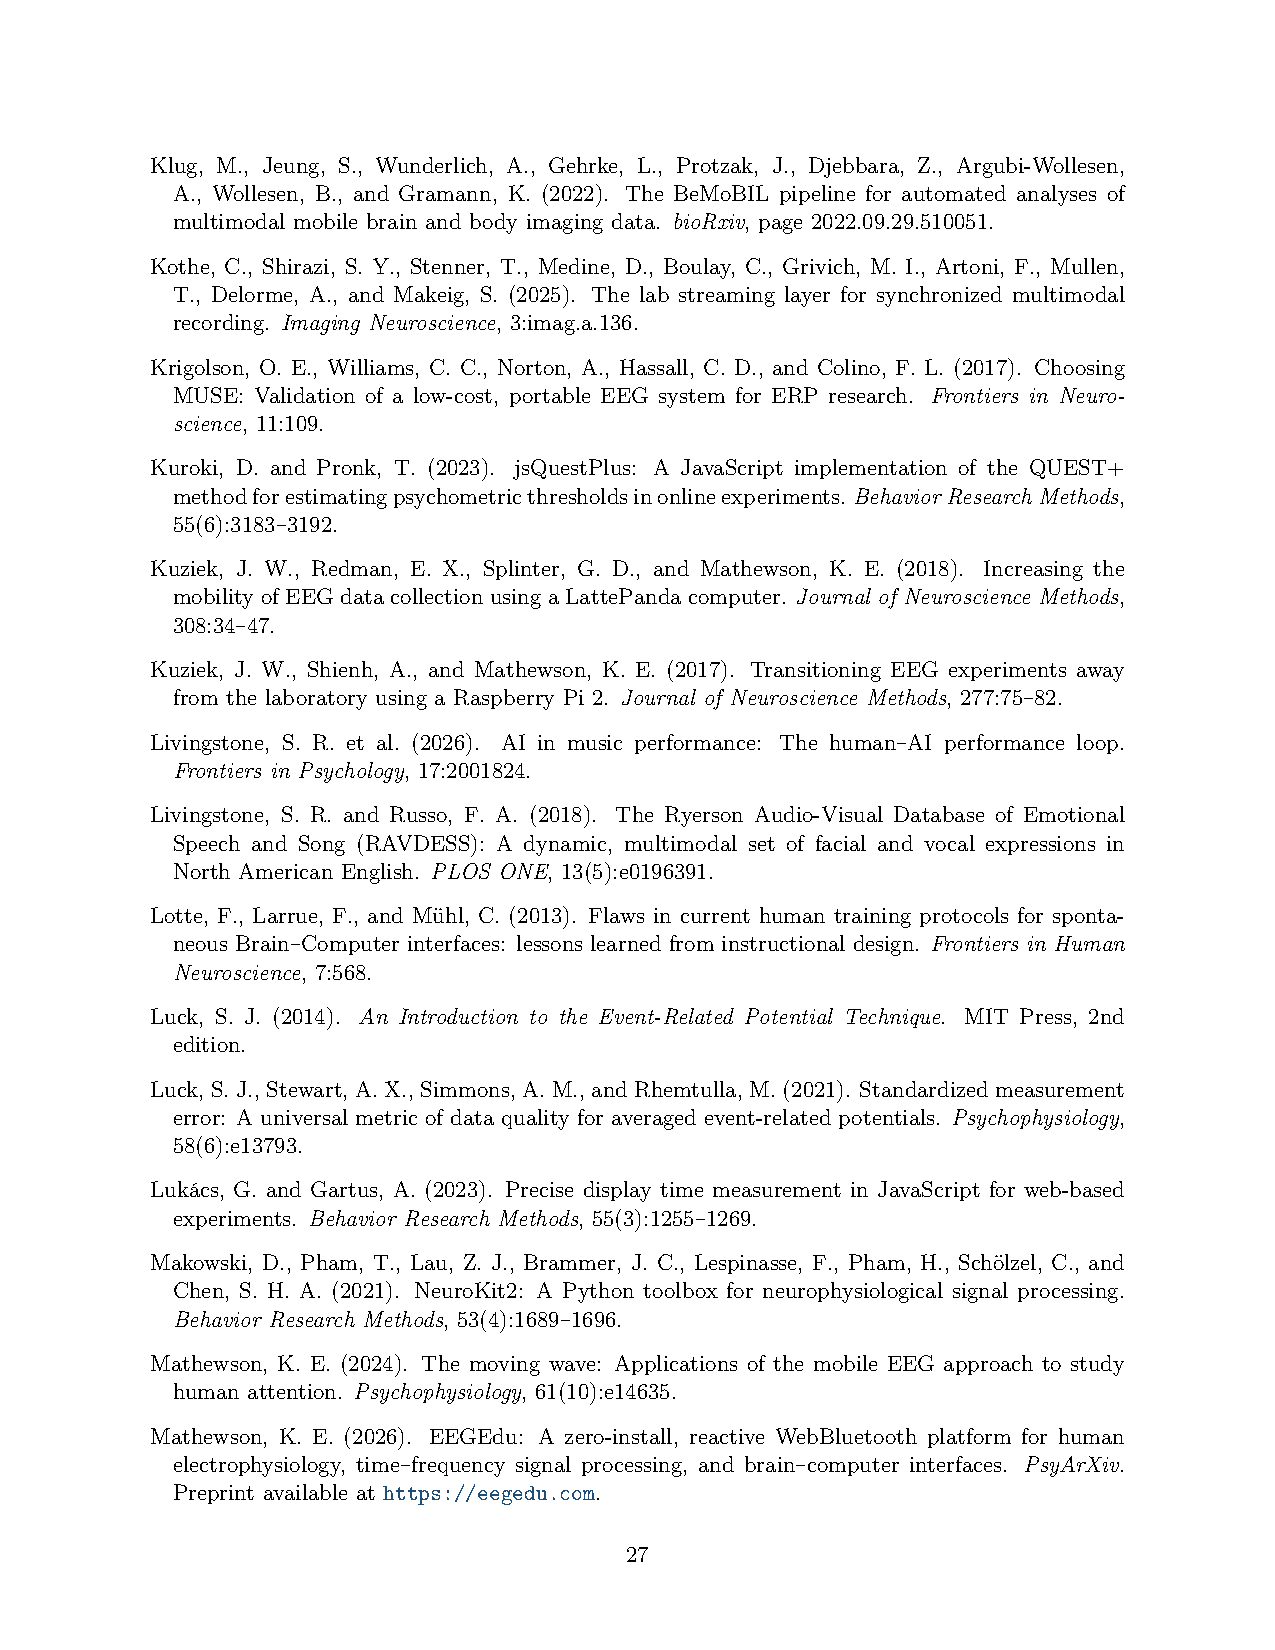 Klug, M., Jeung, S., Wunderlich, A., Gehrke, L., Protzak, J., Djebbara, Z., Argubi-Wollesen,
A., Wollesen, B., and Gramann, K. (2022). The BeMoBIL pipeline for automated analyses of
multimodal mobile brain and body imaging data. bioRxiv, page 2022.09.29.510051.
Kothe, C., Shirazi, S. Y., Stenner, T., Medine, D., Boulay, C., Grivich, M. I., Artoni, F., Mullen,
T., Delorme, A., and Makeig, S. (2025). The lab streaming layer for synchronized multimodal
recording. Imaging Neuroscience, 3:imag.a.136.
Krigolson, O. E., Williams, C. C., Norton, A., Hassall, C. D., and Colino, F. L. (2017). Choosing
MUSE: Validation of a low-cost, portable EEG system for ERP research. Frontiers in Neuro-
science, 11:109.
Kuroki, D. and Pronk, T. (2023). jsQuestPlus: A JavaScript implementation of the QUEST+
method for estimating psychometric thresholds in online experiments. Behavior Research Methods,
55(6):3183–3192.
Kuziek, J. W., Redman, E. X., Splinter, G. D., and Mathewson, K. E. (2018). Increasing the
mobility of EEG data collection using a LattePanda computer. Journal of Neuroscience Methods,
308:34–47.
Kuziek, J. W., Shienh, A., and Mathewson, K. E. (2017). Transitioning EEG experiments away
from the laboratory using a Raspberry Pi 2. Journal of Neuroscience Methods, 277:75–82.
Livingstone, S. R. et al. (2026). AI in music performance: The human–AI performance loop.
Frontiers in Psychology, 17:2001824.
Livingstone, S. R. and Russo, F. A. (2018). The Ryerson Audio-Visual Database of Emotional
Speech and Song (RAVDESS): A dynamic, multimodal set of facial and vocal expressions in
North American English. PLOS ONE, 13(5):e0196391.
Lotte, F., Larrue, F., and Mühl, C. (2013). Flaws in current human training protocols for sponta-
neous Brain–Computer interfaces: lessons learned from instructional design. Frontiers in Human
Neuroscience, 7:568.
Luck, S. J. (2014). An Introduction to the Event-Related Potential Technique. MIT Press, 2nd
edition.
Luck, S. J., Stewart, A. X., Simmons, A. M., and Rhemtulla, M. (2021). Standardized measurement
error: A universal metric of data quality for averaged event-related potentials. Psychophysiology,
58(6):e13793.
Lukács, G. and Gartus, A. (2023). Precise display time measurement in JavaScript for web-based
experiments. Behavior Research Methods, 55(3):1255–1269.
Makowski, D., Pham, T., Lau, Z. J., Brammer, J. C., Lespinasse, F., Pham, H., Schölzel, C., and
Chen, S. H. A. (2021). NeuroKit2: A Python toolbox for neurophysiological signal processing.
Behavior Research Methods, 53(4):1689–1696.
Mathewson, K. E. (2024). The moving wave: Applications of the mobile EEG approach to study
human attention. Psychophysiology, 61(10):e14635.
Mathewson, K. E. (2026). EEGEdu: A zero-install, reactive WebBluetooth platform for human
electrophysiology, time–frequency signal processing, and brain–computer interfaces. PsyArXiv.
Preprint available at https://eegedu.com.
27